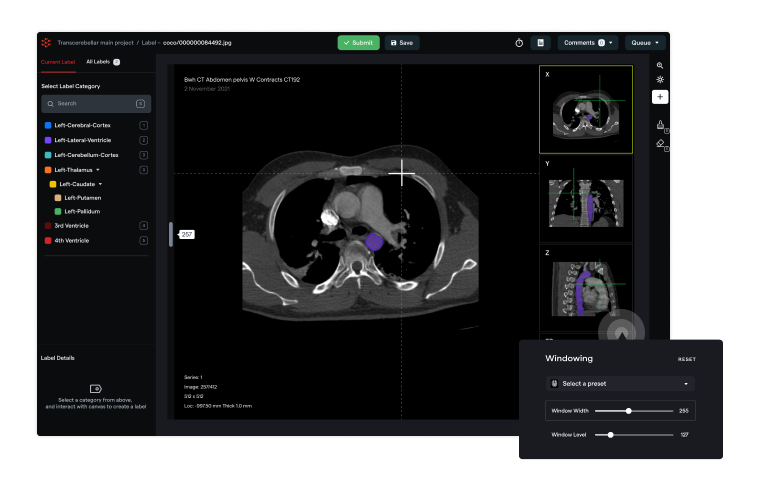 Transcerebellar main project / Label - coco/000000084492.jpg
Submit
Save
Comments 0
Queue
Current Label
All Labels
Select Label Category
Search
Left-Cerebral-Cortex 1
Left-Lateral-Ventricle 2
Left-Cerebellum-Cortex 3
Left-Thalamus
Left-Caudate
Left-Putamen
Left-Pallidum
3rd Ventricle 4
4th Ventricle 5
Label Details
Select a category from above,
and interact with canvas to create a label
Bwh CT Abdomen pelvis W Contracts CT192
2 November 2021
257
Series: 1
Image: 257/412
512 x 512
Loc: -997.50 mm Thick 1.0 mm
X
Y
Z
Windowing
RESET
Select a preset
Window Width 255
Window Level 127